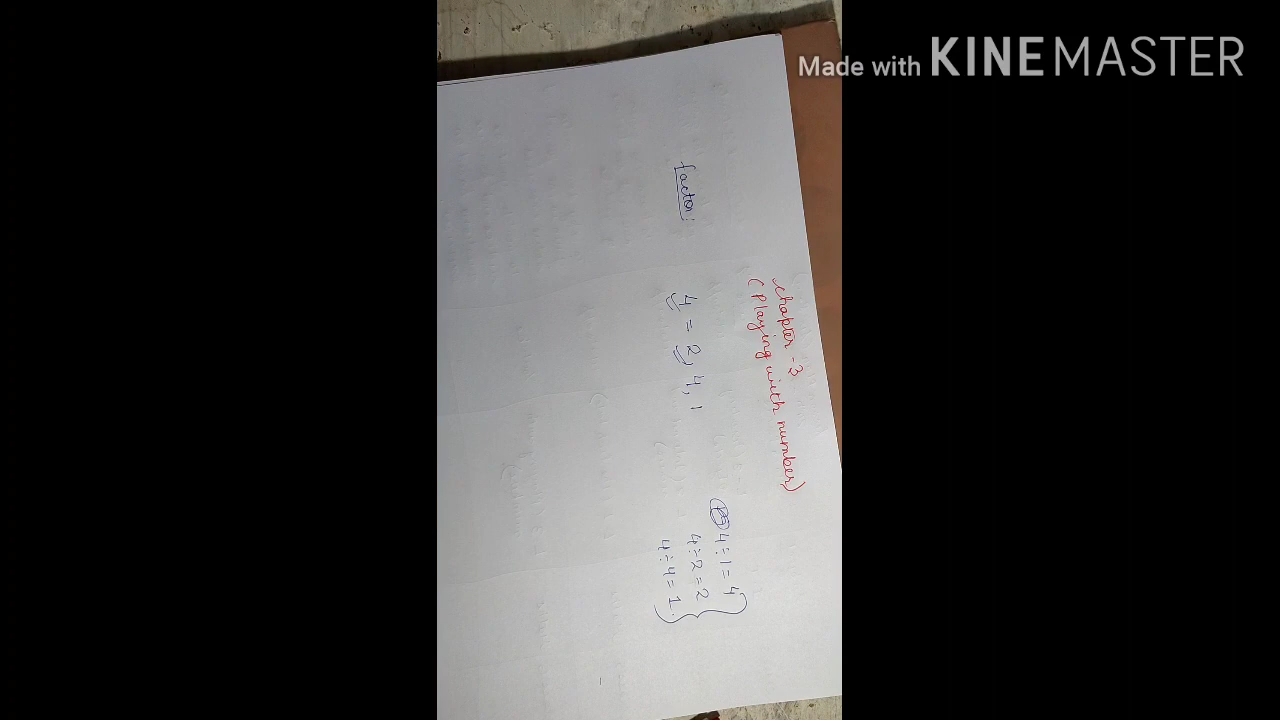 Made with KINEMASTER
chapter - 3
(Playing with number)
factor:
4 = 2, 4, 1
4 ÷ 1 = 4
4 ÷ 2 = 2
4 ÷ 4 = 1